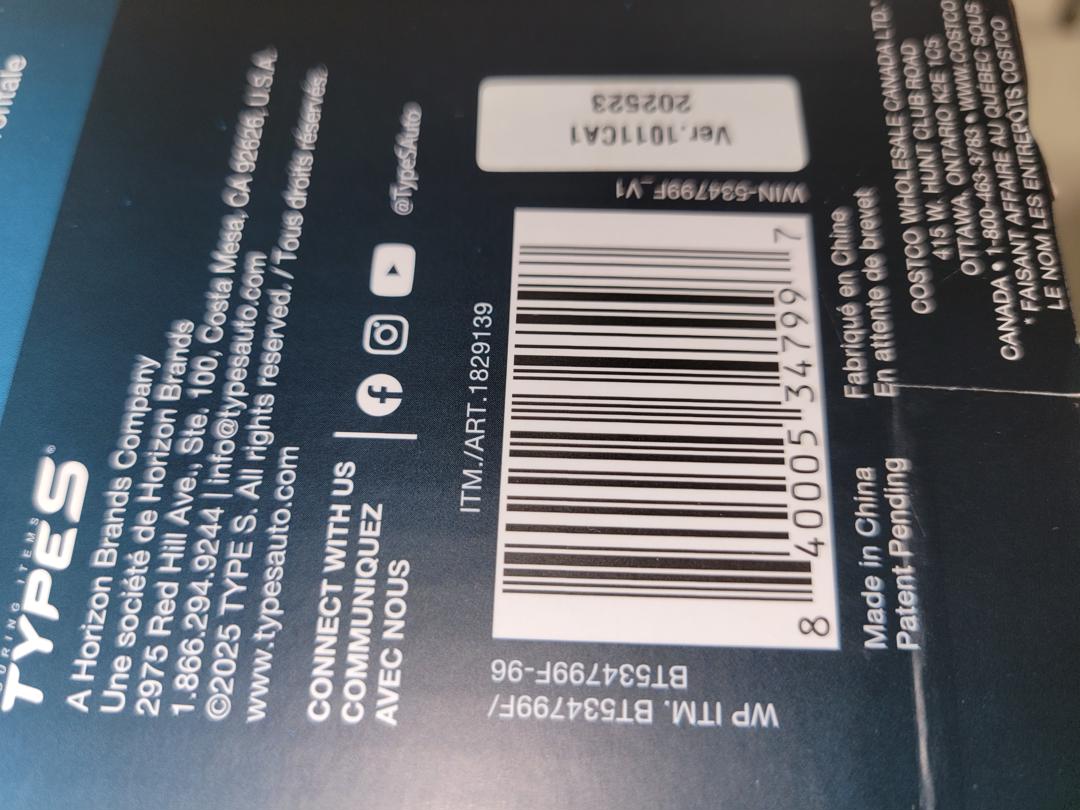 ontale
URING ITEMS
TYPE S®
A Horizon Brands Company
Une société de Horizon Brands
2975 Red Hill Ave., Ste. 100, Costa Mesa, CA 92626, U.S.A.
1.866.294.9244 | info@typesauto.com
©2025 TYPE S. All rights reserved. / Tous droits réservés.
www.typesauto.com
CONNECT WITH US
COMMUNIQUEZ
AVEC NOUS
@TypeSAuto
ITM./ART.1829139
8 40005 34799 7
WP ITM. BT534799F/
BT534799F-96
WIN-534799F_V1
Ver.1011CA1
202523
Made in China
Patent Pending
Fabriqué en Chine
En attente de brevet
COSTCO WHOLESALE CANADA LTD.*
415 W. HUNT CLUB ROAD
OTTAWA, ONTARIO K2E 1C5
CANADA • 1-800-463-3783 • WWW.COSTCO
* FAISANT AFFAIRE AU QUÉBEC SOUS
LE NOM LES ENTREPÔTS COSTCO